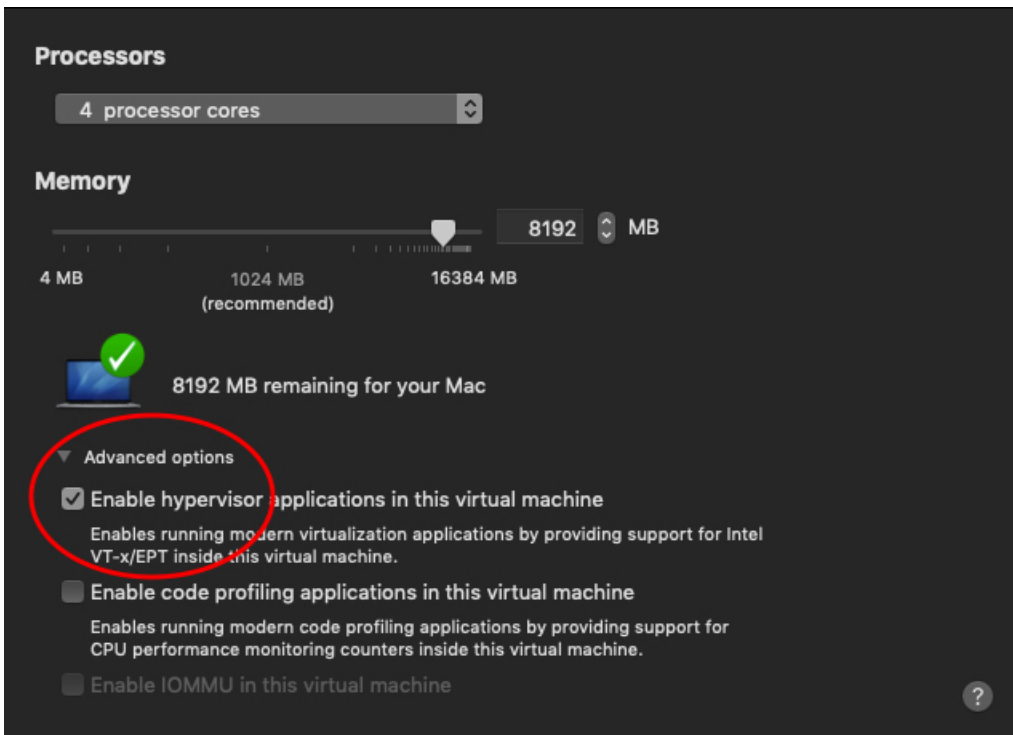 Processors
4 processor cores
Memory
8192 MB
4 MB 1024 MB 16384 MB
(recommended)
8192 MB remaining for your Mac
Advanced options
Enable hypervisor applications in this virtual machine
Enables running modern virtualization applications by providing support for Intel
VT-x/EPT inside this virtual machine.
Enable code profiling applications in this virtual machine
Enables running modern code profiling applications by providing support for
CPU performance monitoring counters inside this virtual machine.
Enable IOMMU in this virtual machine
?